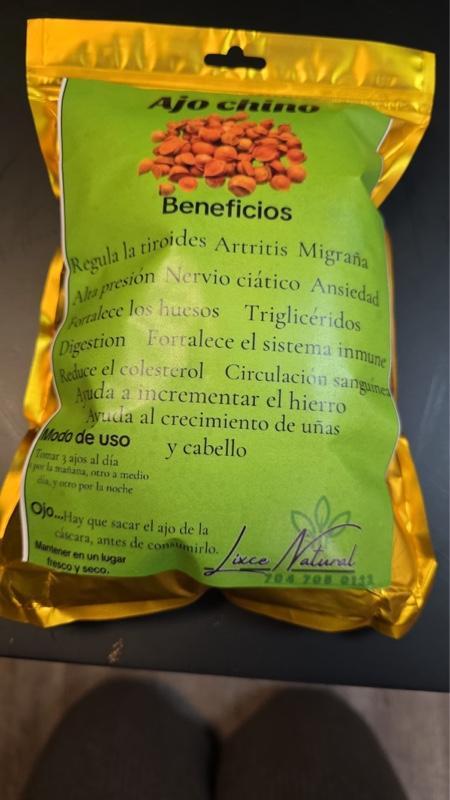 Ajo chino
Beneficios
Regula la tiroides Artritis Migraña
Alta presión Nervio ciático Ansiedad
Fortalece los huesos Triglicéridos
Digestion Fortalece el sistema inmune
Reduce el colesterol Circulación sanguinea
Ayuda a incrementar el hierro
Ayuda al crecimiento de uñas
y cabello
Modo de uso
Tomar 3 ajos al día
por la mañana, otro a medio
día, y otro por la noche
Ojo...Hay que sacar el ajo de la
cáscara, antes de consumirlo.
Mantener en un lugar
fresco y seco.
Lixce Natural
704 708